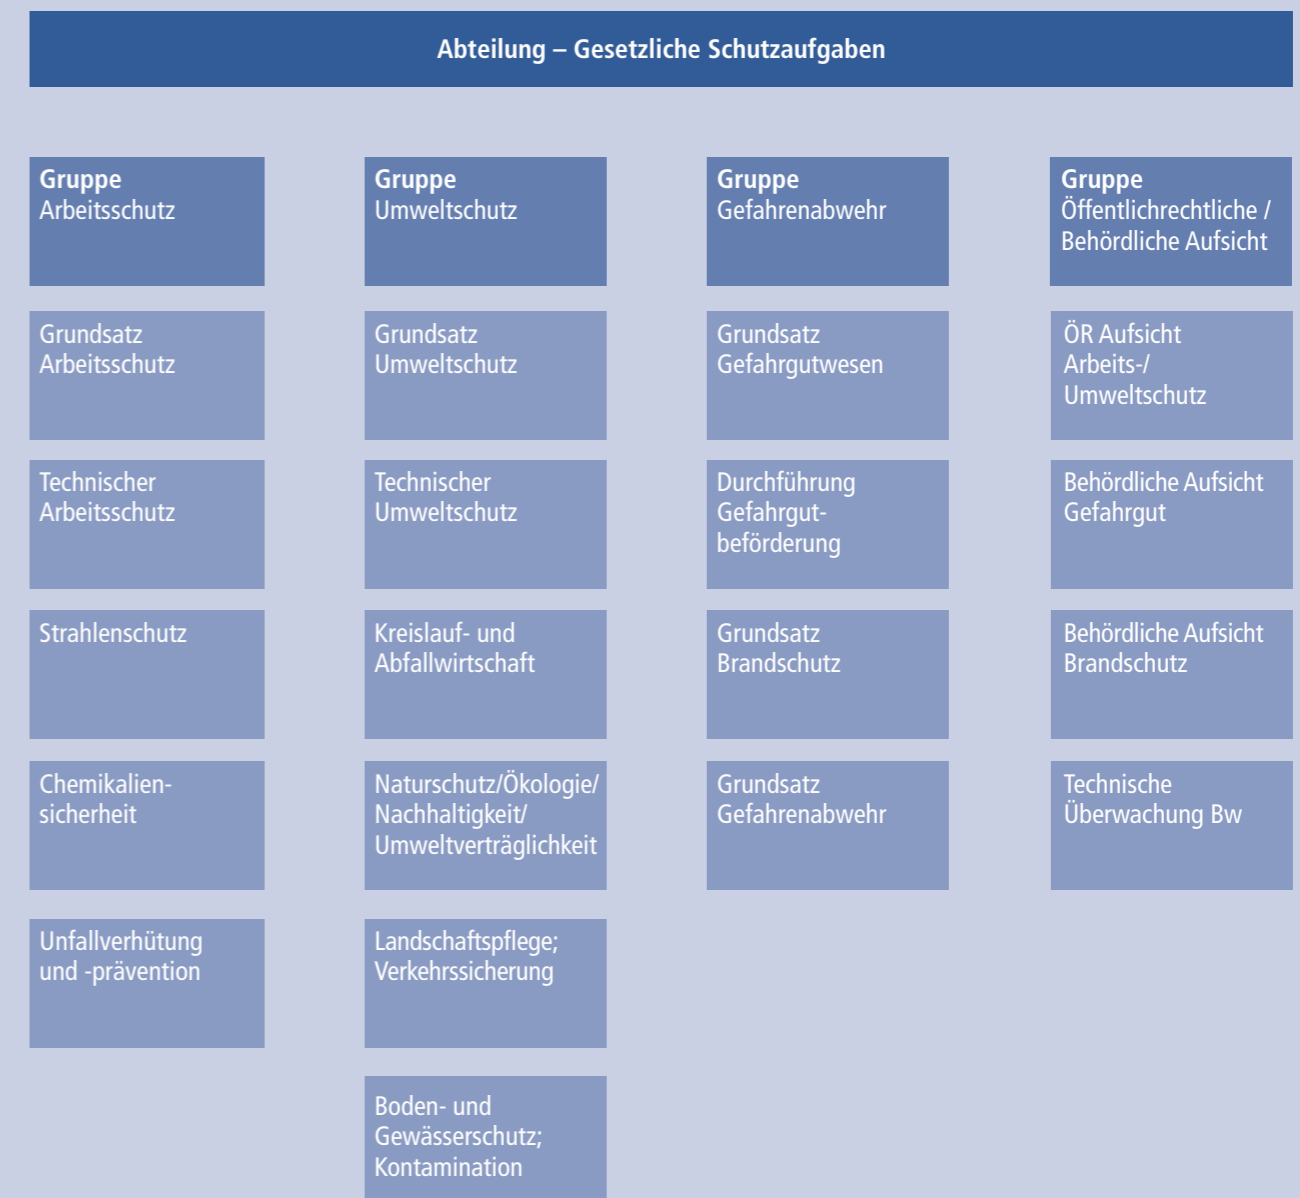 Abteilung – Gesetzliche Schutzaufgaben
Gruppe
Arbeitsschutz
Grundsatz
Arbeitsschutz
Technischer
Arbeitsschutz
Strahlenschutz
Chemikalien-
sicherheit
Unfallverhütung
und -prävention
Gruppe
Umweltschutz
Grundsatz
Umweltschutz
Technischer
Umweltschutz
Kreislauf- und
Abfallwirtschaft
Naturschutz/Ökologie/
Nachhaltigkeit/
Umweltverträglichkeit
Landschaftspflege;
Verkehrssicherung
Boden- und
Gewässerschutz;
Kontamination
Gruppe
Gefahrenabwehr
Grundsatz
Gefahrgutwesen
Durchführung
Gefahrgut-
beförderung
Grundsatz
Brandschutz
Grundsatz
Gefahrenabwehr
Gruppe
Öffentlichrechtliche /
Behördliche Aufsicht
ÖR Aufsicht
Arbeits-/
Umweltschutz
Behördliche Aufsicht
Gefahrgut
Behördliche Aufsicht
Brandschutz
Technische
Überwachung Bw